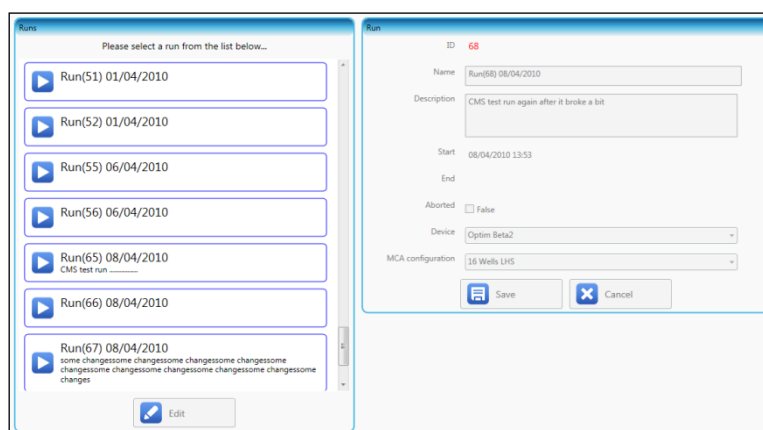 Runs
Please select a run from the list below...
Run(51) 01/04/2010
Run(52) 01/04/2010
Run(55) 06/04/2010
Run(56) 06/04/2010
Run(65) 08/04/2010
CMS test run ..............
Run(66) 08/04/2010
Run(67) 08/04/2010
some changessome changessome changessome changessome
changessome changessome changessome changessome changessome
changes
Edit
Run
ID 68
Name Run(68) 08/04/2010
Description CMS test run again after it broke a bit
Start 08/04/2010 13:53
End
Aborted False
Device Optim Beta2
MCA configuration 16 Wells LHS
Save Cancel